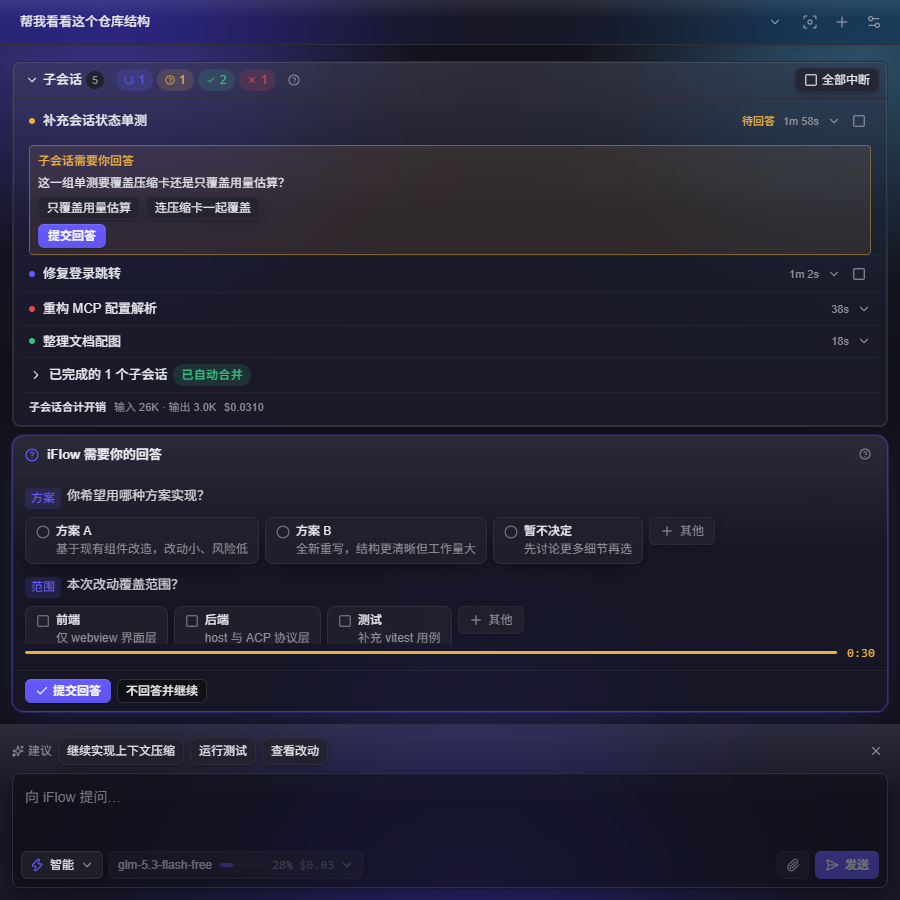 帮我看看这个仓库结构
子会话 5 1 1 2 1 全部中断
补充会话状态单测 待回答 1m 58s
子会话需要你回答
这一组单测要覆盖压缩卡还是只覆盖用量估算?
只覆盖用量估算 连压缩卡一起覆盖
提交回答
修复登录跳转 1m 2s
重构 MCP 配置解析 38s
整理文档配图 18s
已完成的 1 个子会话 已自动合并
子会话合计开销 输入 26K · 输出 3.0K $0.0310
iFlow 需要你的回答
方案 你希望用哪种方案实现?
方案 A 方案 B 暂不决定 其他
基于现有组件改造，改动小、风险低 全新重写，结构更清晰但工作量大 先讨论更多细节再选
范围 本次改动覆盖范围?
前端 后端 测试 其他
仅 webview 界面层 host 与 ACP 协议层 补充 vitest 用例
0:30
提交回答 不回答并继续
建议 继续实现上下文压缩 运行测试 查看改动
向 iFlow 提问…
智能 glm-5.3-flash-free 28% $0.03 发送